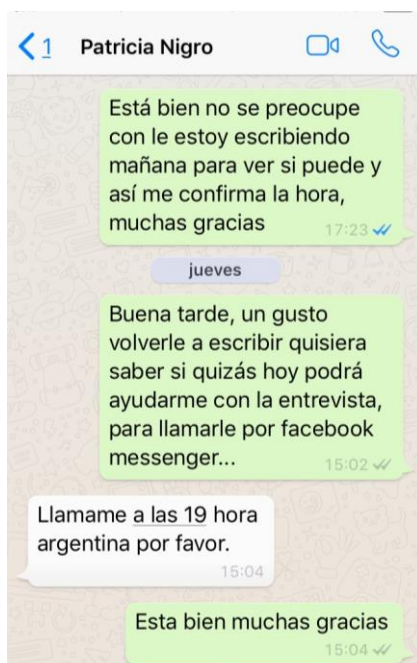 1 Patricia Nigro
Está bien no se preocupe
con le estoy escribiendo
mañana para ver si puede y
así me confirma la hora,
muchas gracias
17:23
jueves
Buena tarde, un gusto
volverle a escribir quisiera
saber si quizás hoy podrá
ayudarme con la entrevista,
para llamarle por facebook
messenger...
15:02
Llamame a las 19 hora
argentina por favor.
15:04
Esta bien muchas gracias
15:04